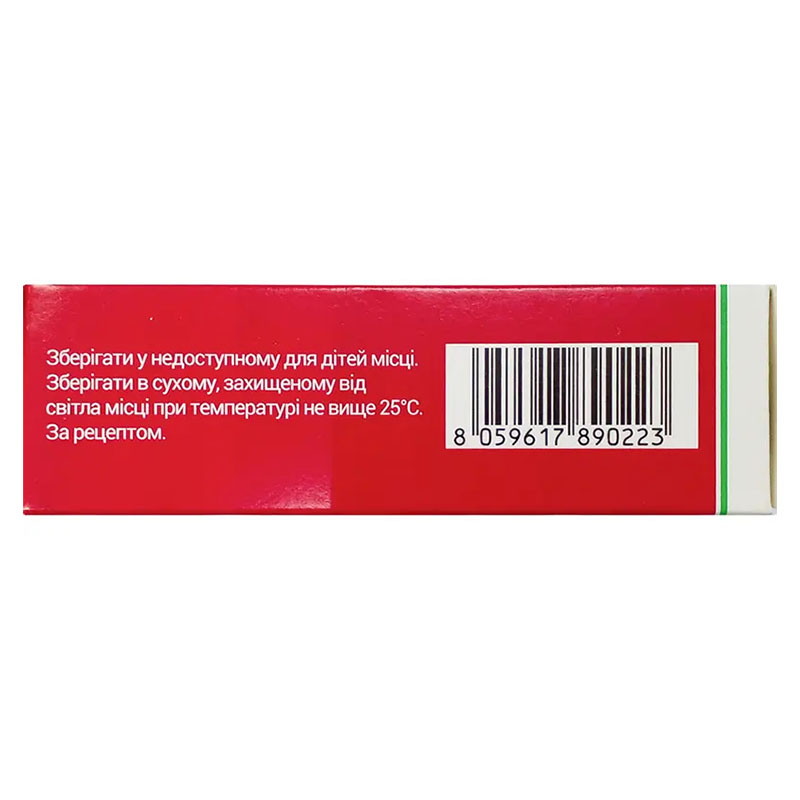 Зберігати у недоступному для дітей місці.
Зберігати в сухому, захищеному від
світла місці при температурі не вище 25°C.
За рецептом.
8 059617 890223